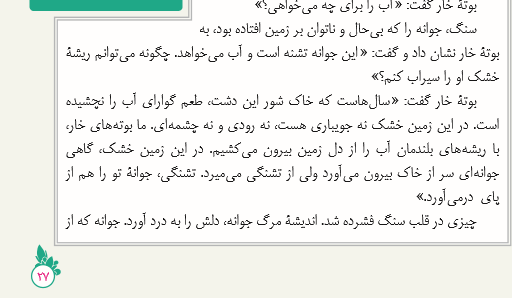 بوتهٔ خار گفت: «آب را برای چه می‌خواهی؟»
سنگ، جوانه را که بی‌حال و ناتوان بر زمین افتاده بود، به
بوتهٔ خار نشان داد و گفت: «این جوانه تشنه است و آب می‌خواهد. چگونه می‌توانم ریشهٔ
خشک او را سیراب کنم؟»
بوتهٔ خار گفت: «سال‌هاست که خاک شور این دشت، طعم گوارای آب را نچشیده
است. در این زمین خشک نه جویباری هست، نه رودی و نه چشمه‌ای. ما بوته‌های خار،
با ریشه‌های بلندمان آب را از دل زمین بیرون می‌کشیم. در این زمین خشک، گاهی
جوانه‌ای سر از خاک بیرون می‌آورد ولی از تشنگی می‌میرد. تشنگی، جوانهٔ تو را هم از
پای درمی‌آورد.»
چیزی در قلب سنگ فشرده شد. اندیشهٔ مرگ جوانه، دلش را به درد آورد. جوانه که از
۲۷